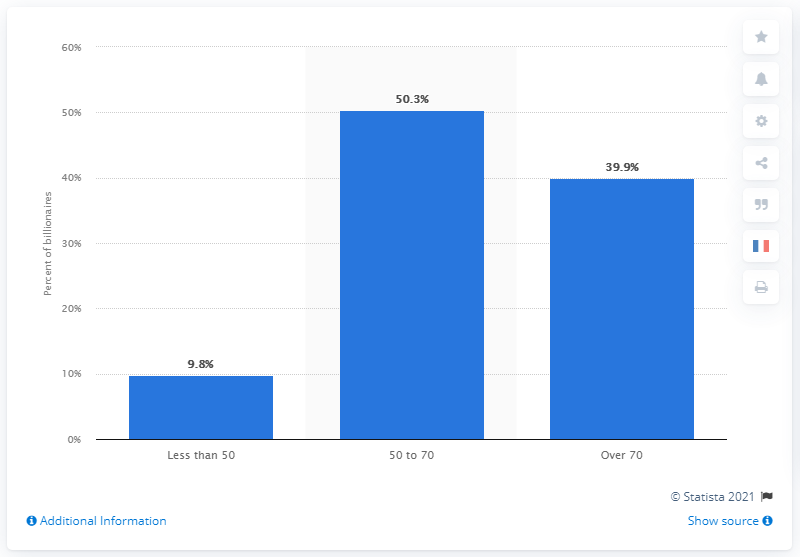 60%
50%
40%
30%
20%
10%
0%
Percent of billionaires
9.8%
50.3%
39.9%
Less than 50
50 to 70
Over 70
© Statista 2021
Additional Information
Show source